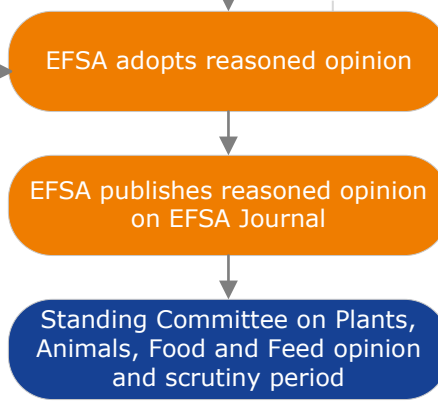 EFSA adopts reasoned opinion
EFSA publishes reasoned opinion
on EFSA Journal
Standing Committee on Plants,
Animals, Food and Feed opinion
and scrutiny period